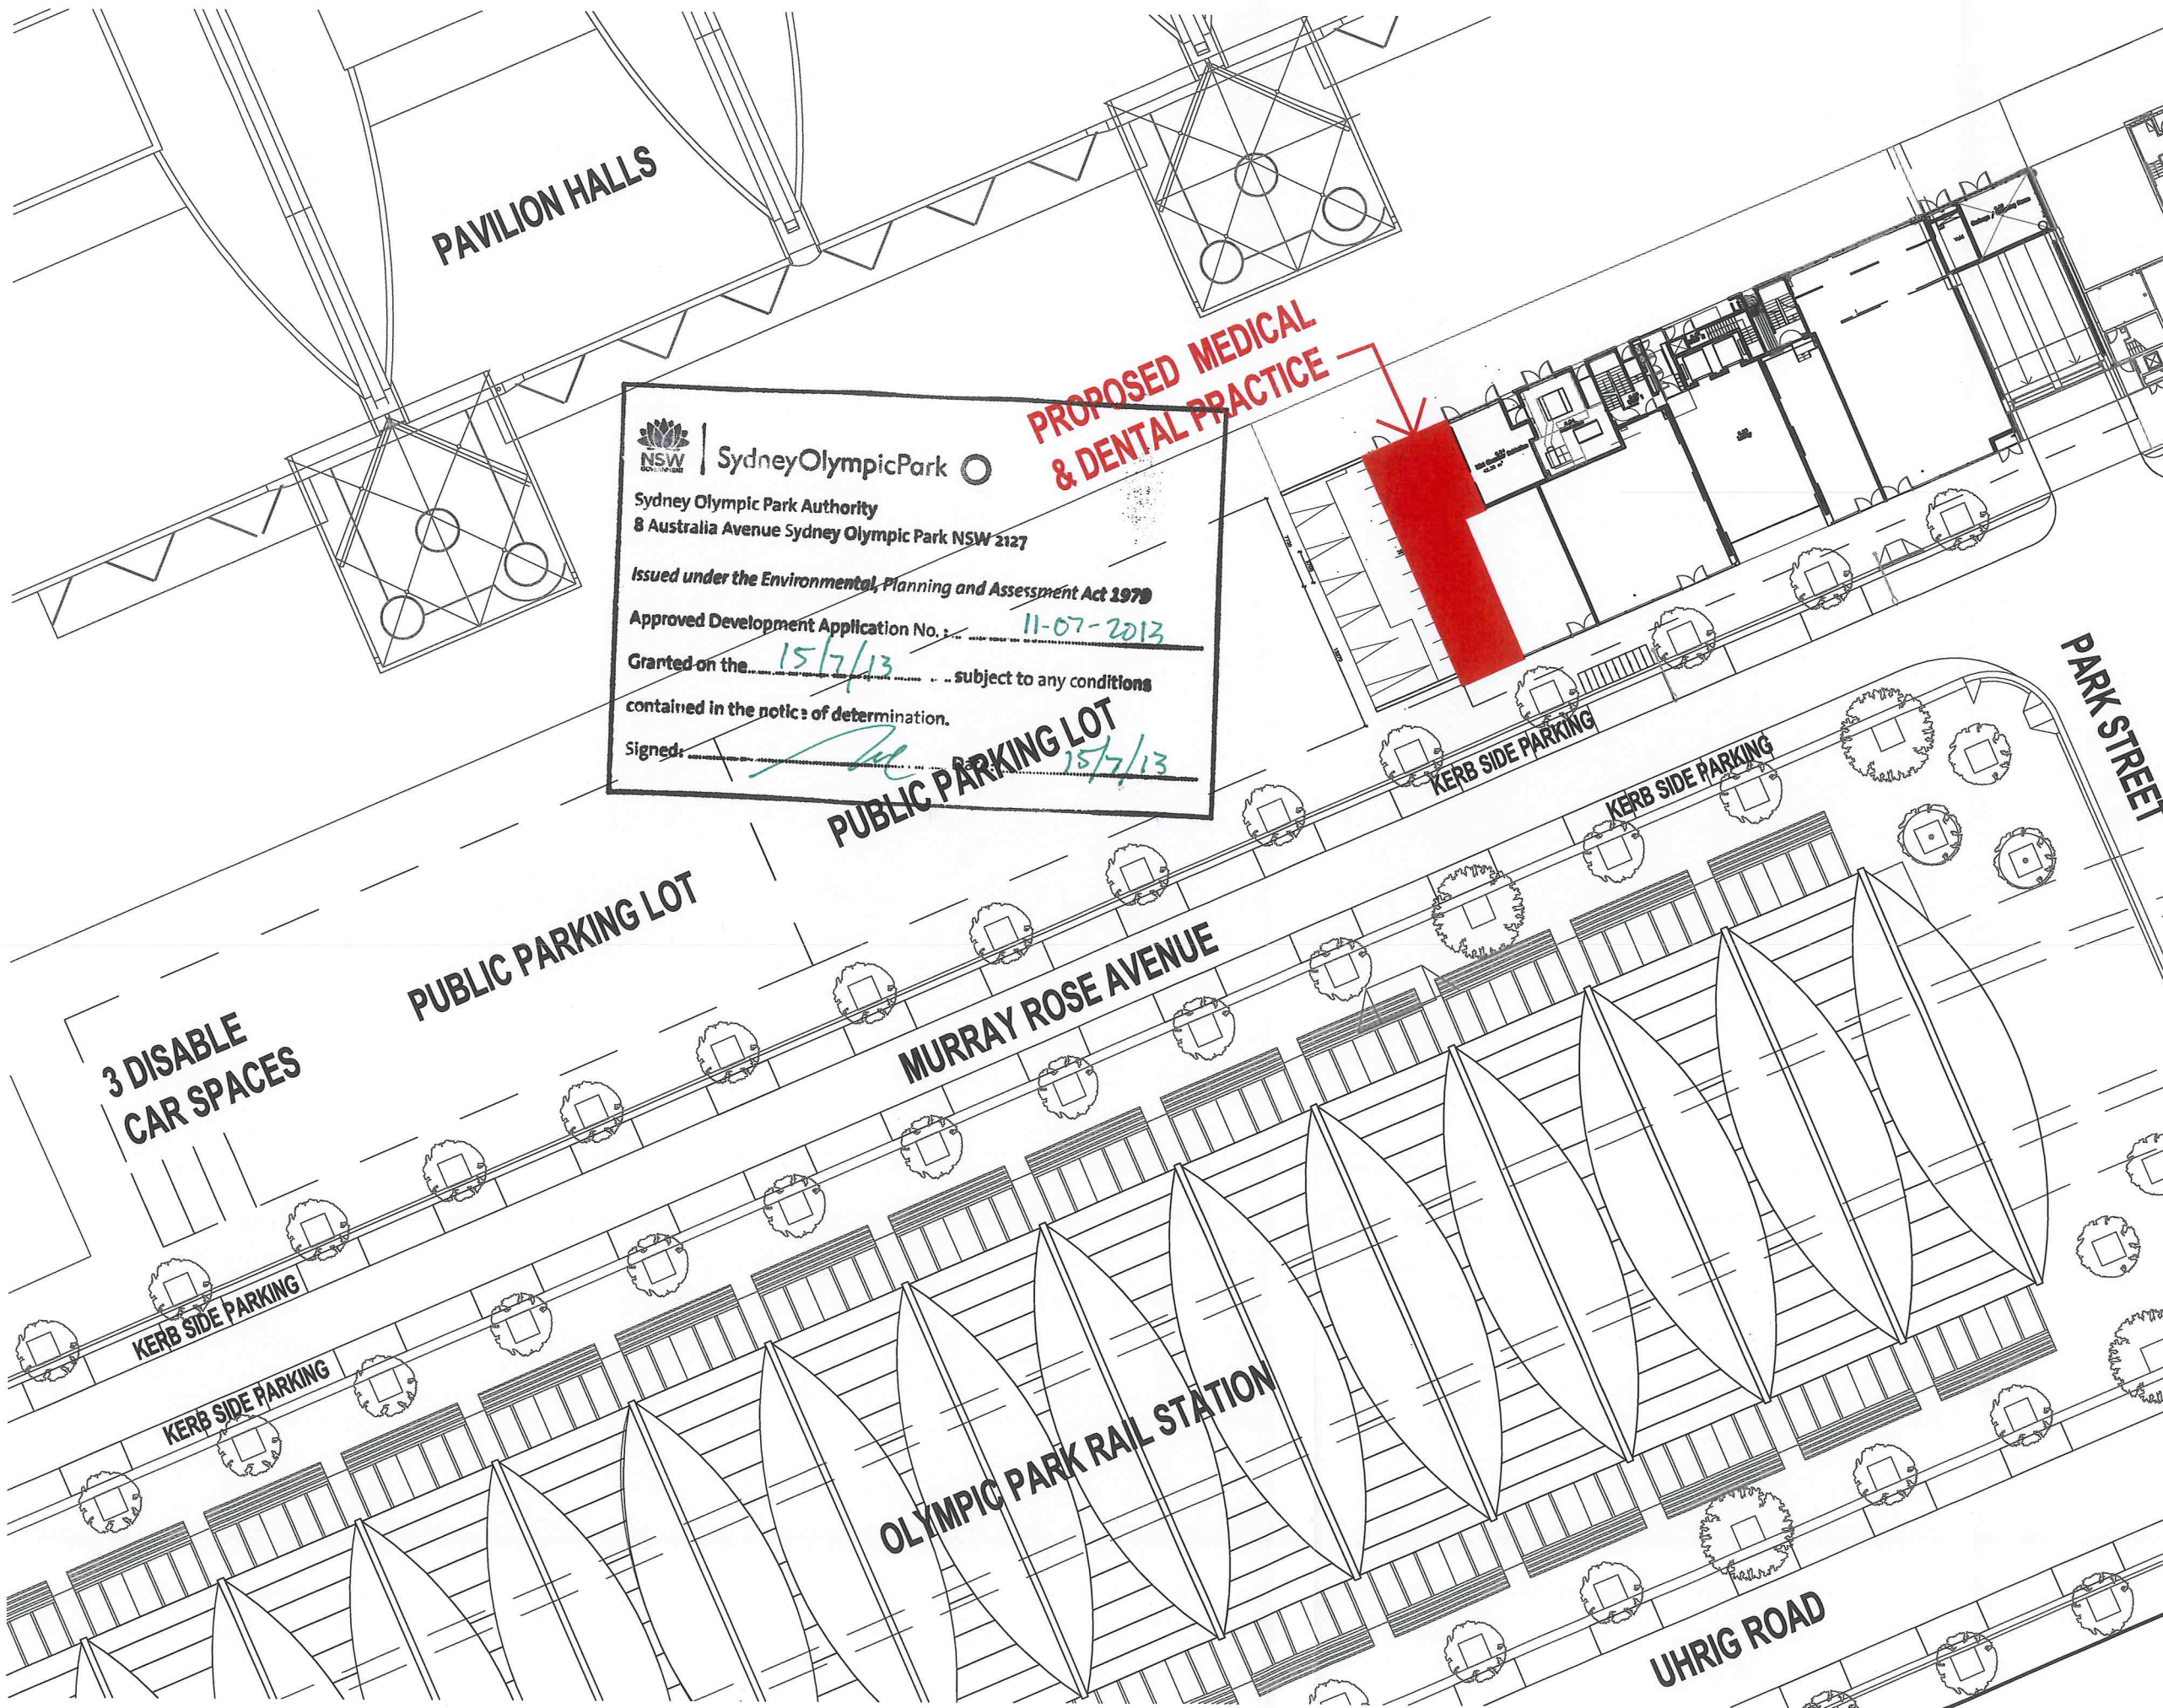 PAVILION HALLS
PROPOSED MEDICAL
& DENTAL PRACTICE
NSW
GOVERNMENT
SydneyOlympicPark
Sydney Olympic Park Authority
8 Australia Avenue Sydney Olympic Park NSW 2127
Issued under the Environmental, Planning and Assessment Act 1979
Approved Development Application No. : 11-07-2013
Granted on the 15/7/13 subject to any conditions
contained in the notice of determination.
Signed: Date: 15/7/13
PUBLIC PARKING LOT
PUBLIC PARKING LOT
3 DISABLE
CAR SPACES
KERB SIDE PARKING
KERB SIDE PARKING
PARK STREET
MURRAY ROSE AVENUE
KERB SIDE PARKING
KERB SIDE PARKING
OLYMPIC PARK RAIL STATION
UHRIG ROAD